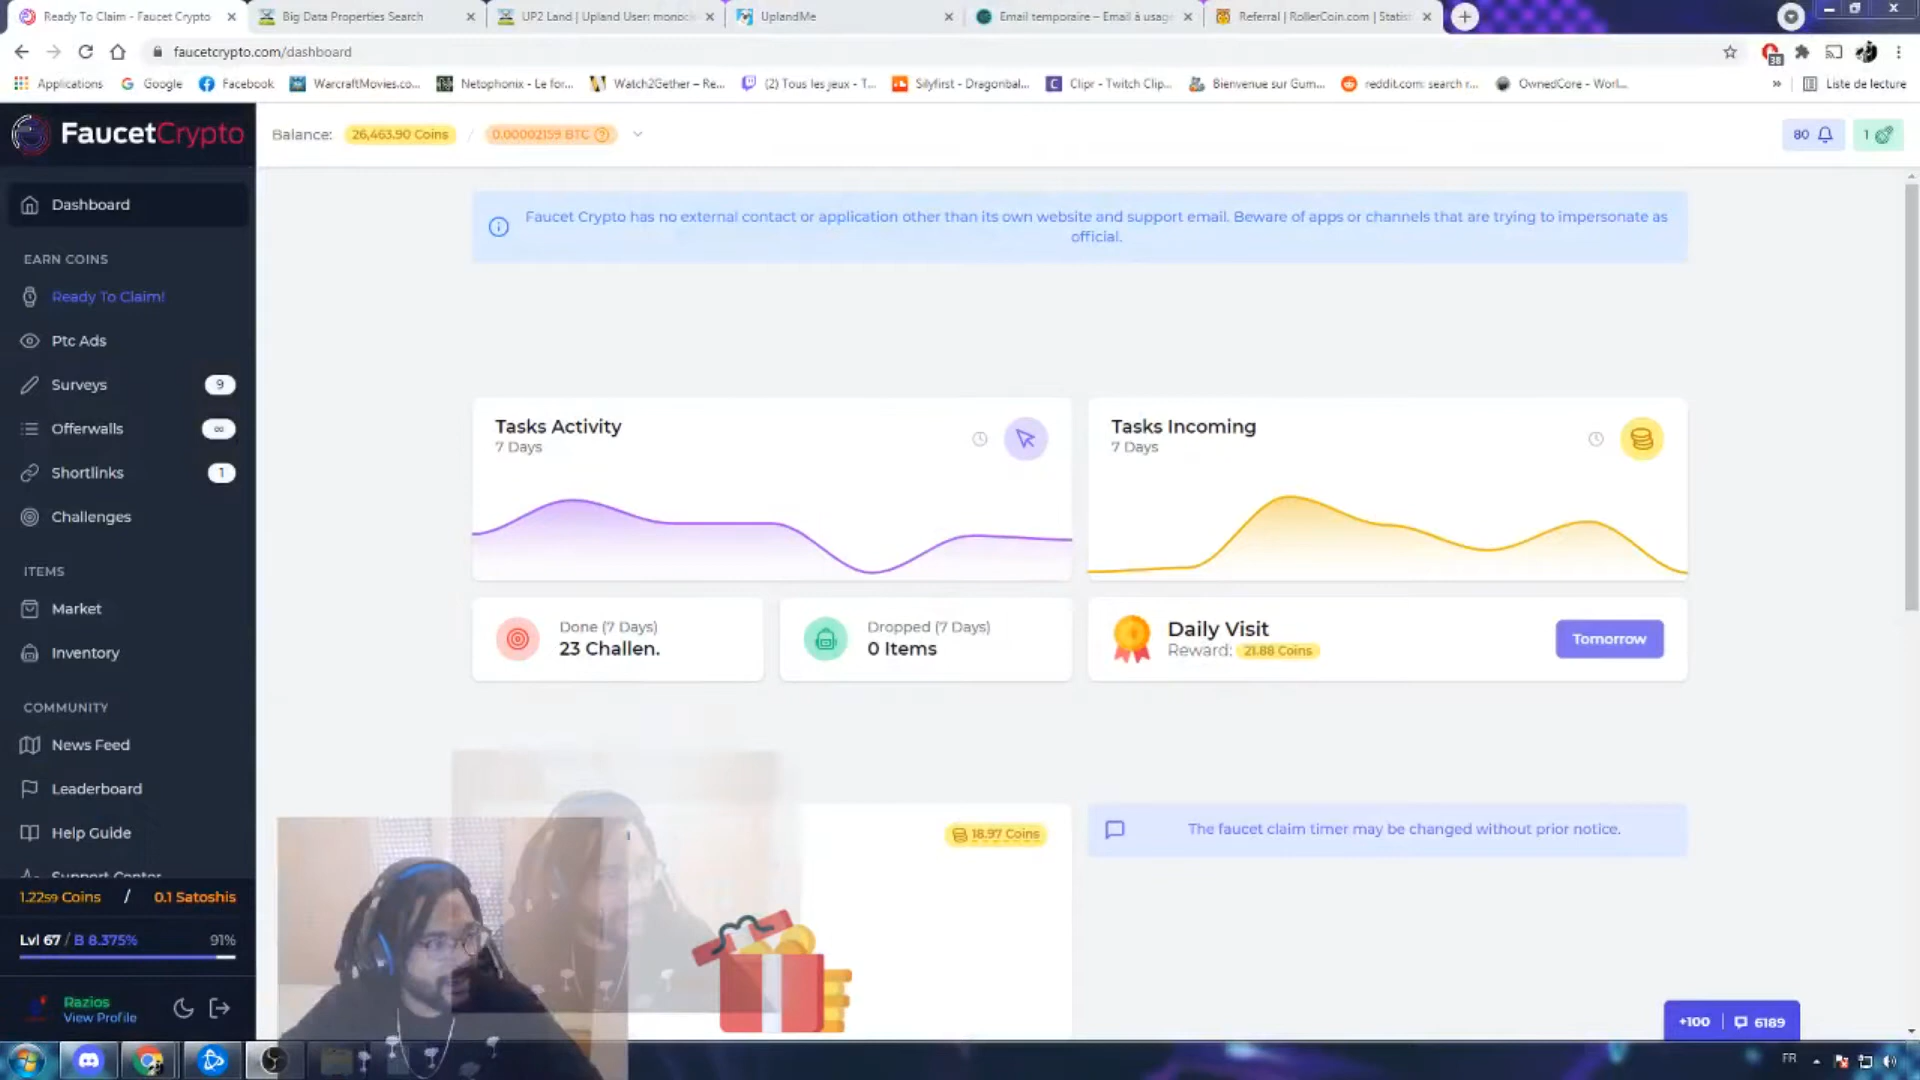 Ready To Claim - Faucet Crypto
Big Data Properties Search
UP2 Land | Upland User: monocl
UplandMe
Email temporaire – Email à usag
Referral | RollerCoin.com | Statis
faucetcrypto.com/dashboard
38
Applications
Google
Facebook
WarcraftMovies.co...
Netophonix - Le for...
Watch2Gether – Re...
(2) Tous les jeux - T...
Silyfirst - Dragonbal...
Clipr - Twitch Clip...
Bienvenue sur Gum...
reddit.com: search r...
OwnedCore - Worl...
»
Liste de lecture
FaucetCrypto
Balance:
26,463.90 Coins
/
0.00002159 BTC
80
1
Dashboard
EARN COINS
Ready To Claim!
Ptc Ads
Surveys
9
Offerwalls
∞
Shortlinks
1
Challenges
ITEMS
Market
Inventory
COMMUNITY
News Feed
Leaderboard
Help Guide
Support Center
1.2259 Coins / 0.1 Satoshis
Lvl 67 / B 8.375%
91%
Razios
View Profile
Faucet Crypto has no external contact or application other than its own website and support email. Beware of apps or channels that are trying to impersonate as
official.
Tasks Activity
7 Days
Tasks Incoming
7 Days
Done (7 Days)
23 Challen.
Dropped (7 Days)
0 Items
Daily Visit
Reward: 21.88 Coins
Tomorrow
18.97 Coins
The faucet claim timer may be changed without prior notice.
+100
6189
FR